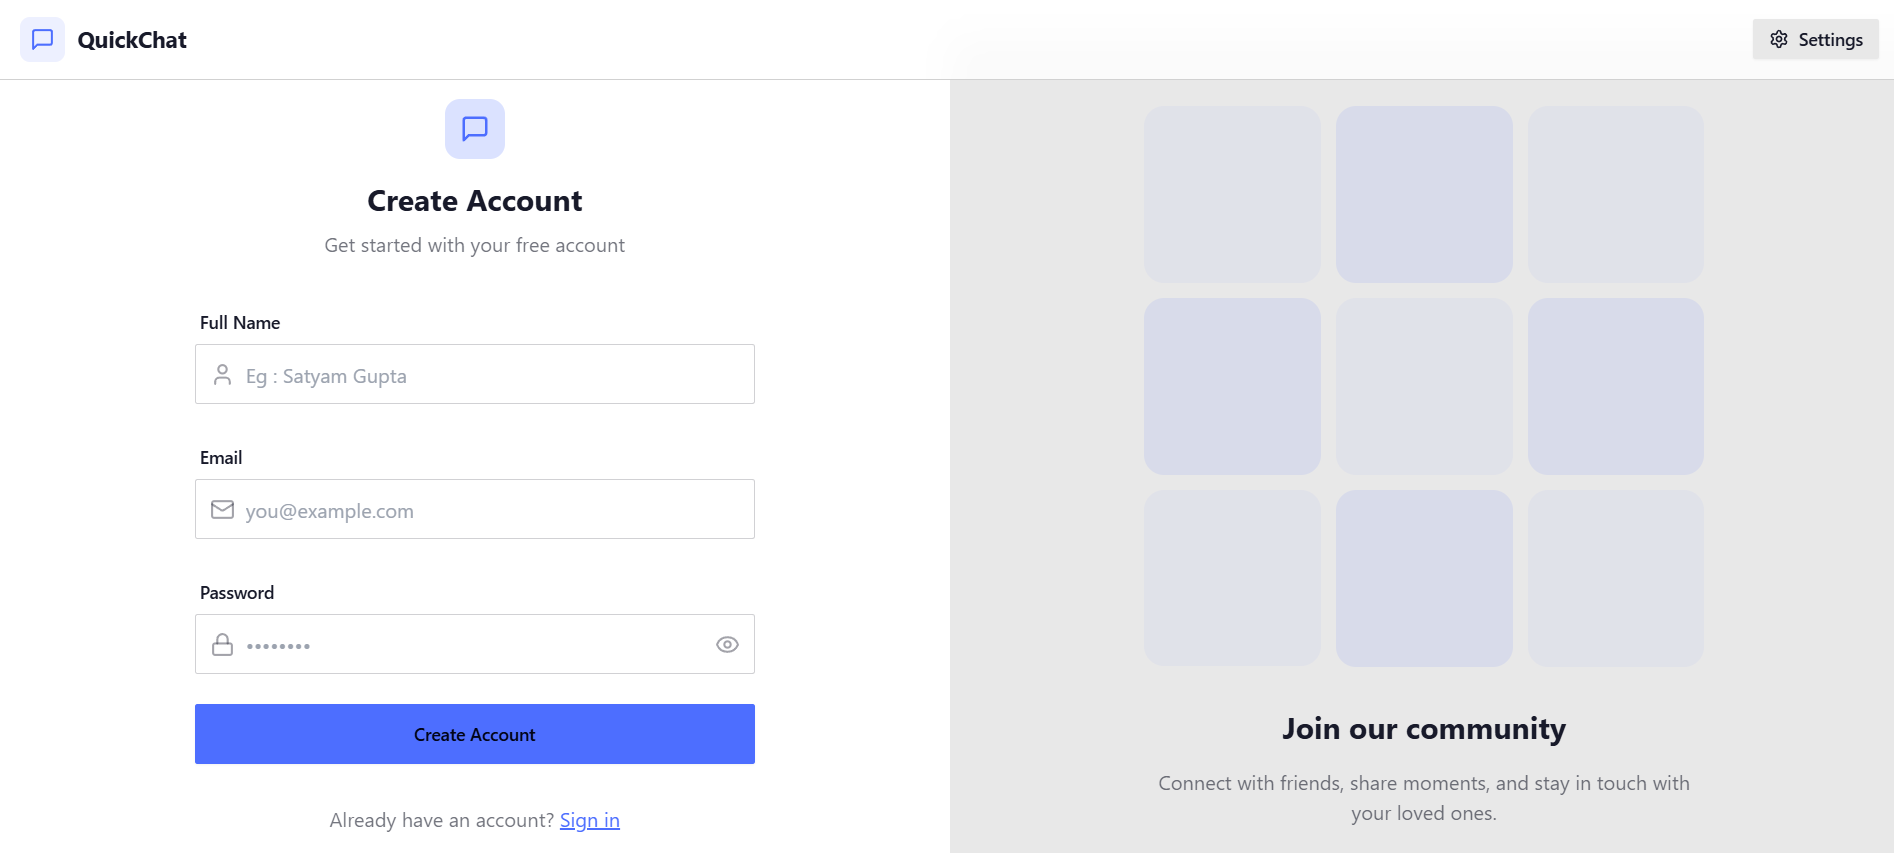 QuickChat
Settings
Create Account
Get started with your free account
Full Name
Eg : Satyam Gupta
Email
you@example.com
Password
••••••••
Create Account
Already have an account? Sign in
Join our community
Connect with friends, share moments, and stay in touch with
your loved ones.